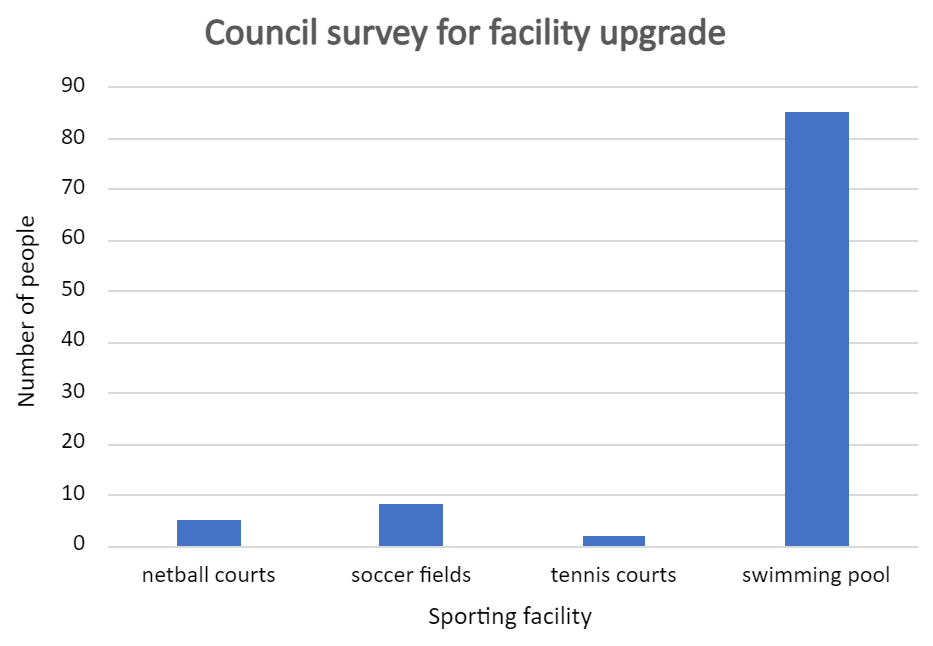 Council survey for facility upgrade
90
80
70
60
50
40
30
20
10
0
Number of people
netball courts soccer fields tennis courts swimming pool
Sporting facility